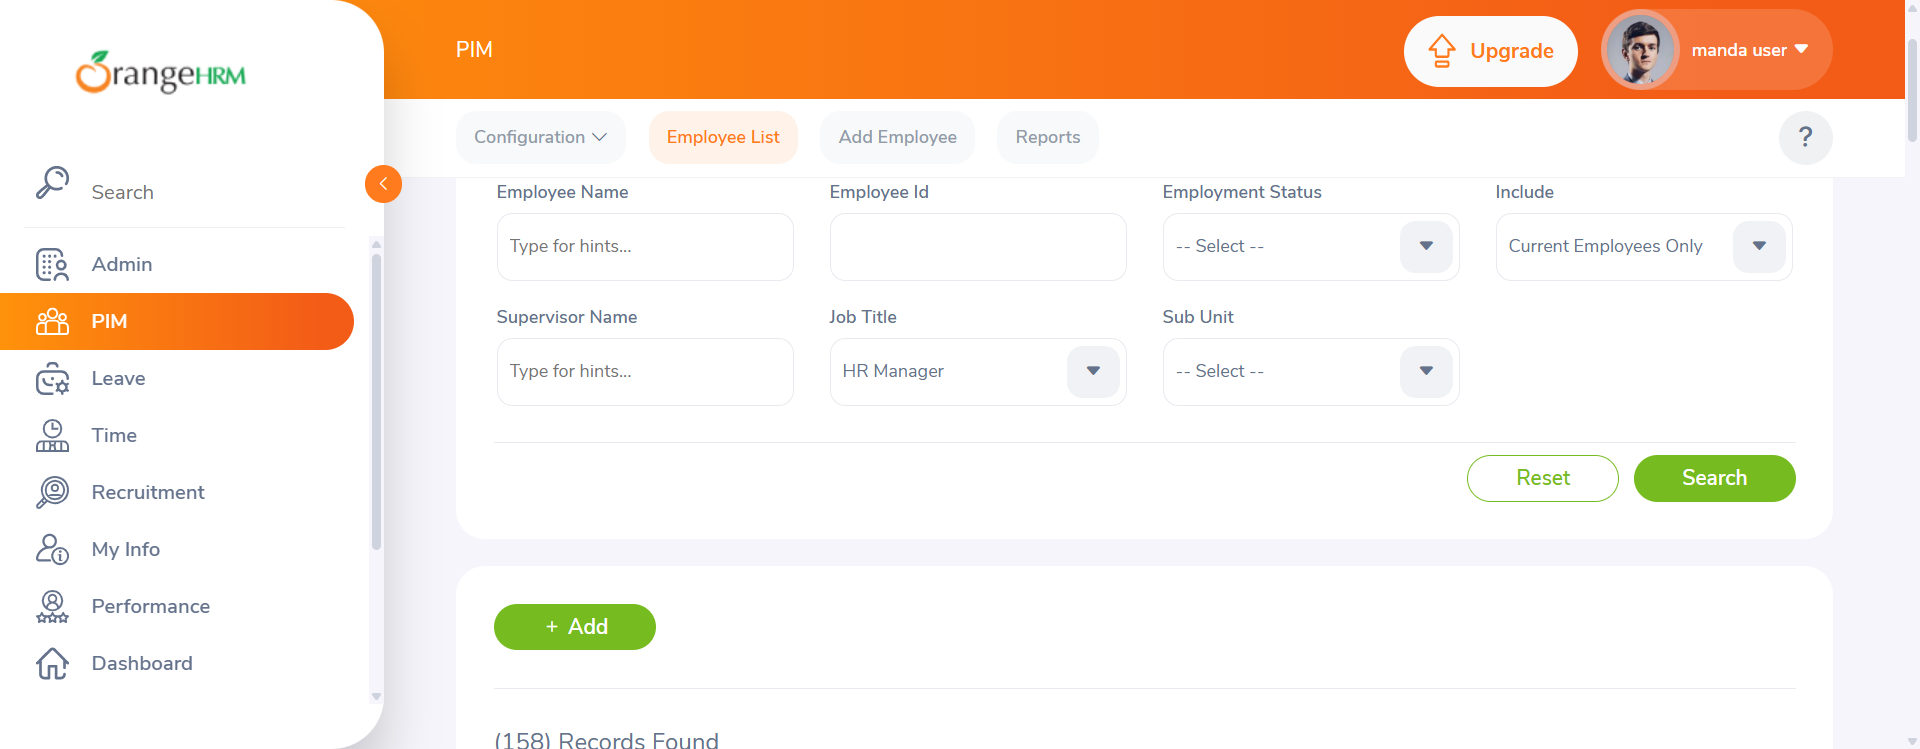 OrangeHRM
PIM
Upgrade
manda user
Configuration
Employee List
Add Employee
Reports
?
Search
Admin
PIM
Leave
Time
Recruitment
My Info
Performance
Dashboard
Employee Name
Employee Id
Employment Status
Include
Type for hints...
-- Select --
Current Employees Only
Supervisor Name
Job Title
Sub Unit
Type for hints...
HR Manager
-- Select --
Reset
Search
+ Add
(158) Records Found